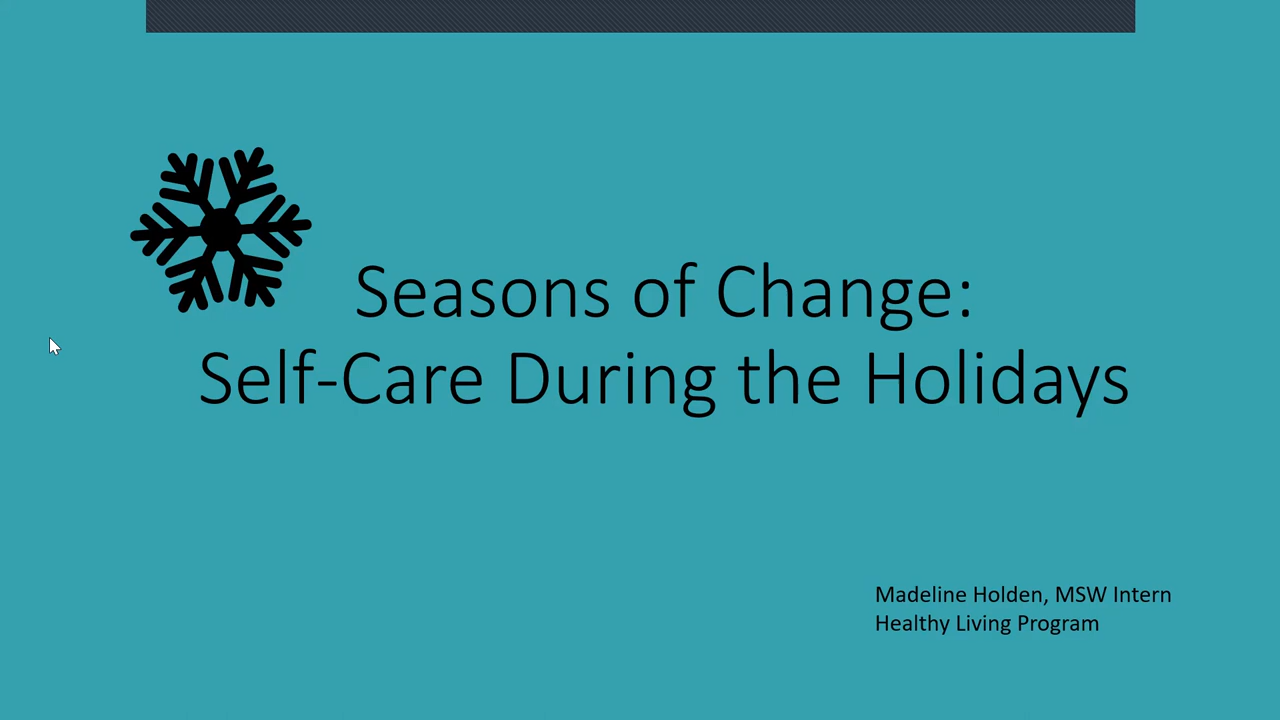 Seasons of Change:
Self-Care During the Holidays
Madeline Holden, MSW Intern
Healthy Living Program